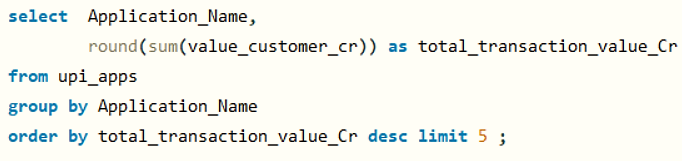 select  Application_Name,
        round(sum(value_customer_cr)) as total_transaction_value_Cr
from upi_apps
group by Application_Name
order by total_transaction_value_Cr desc limit 5 ;